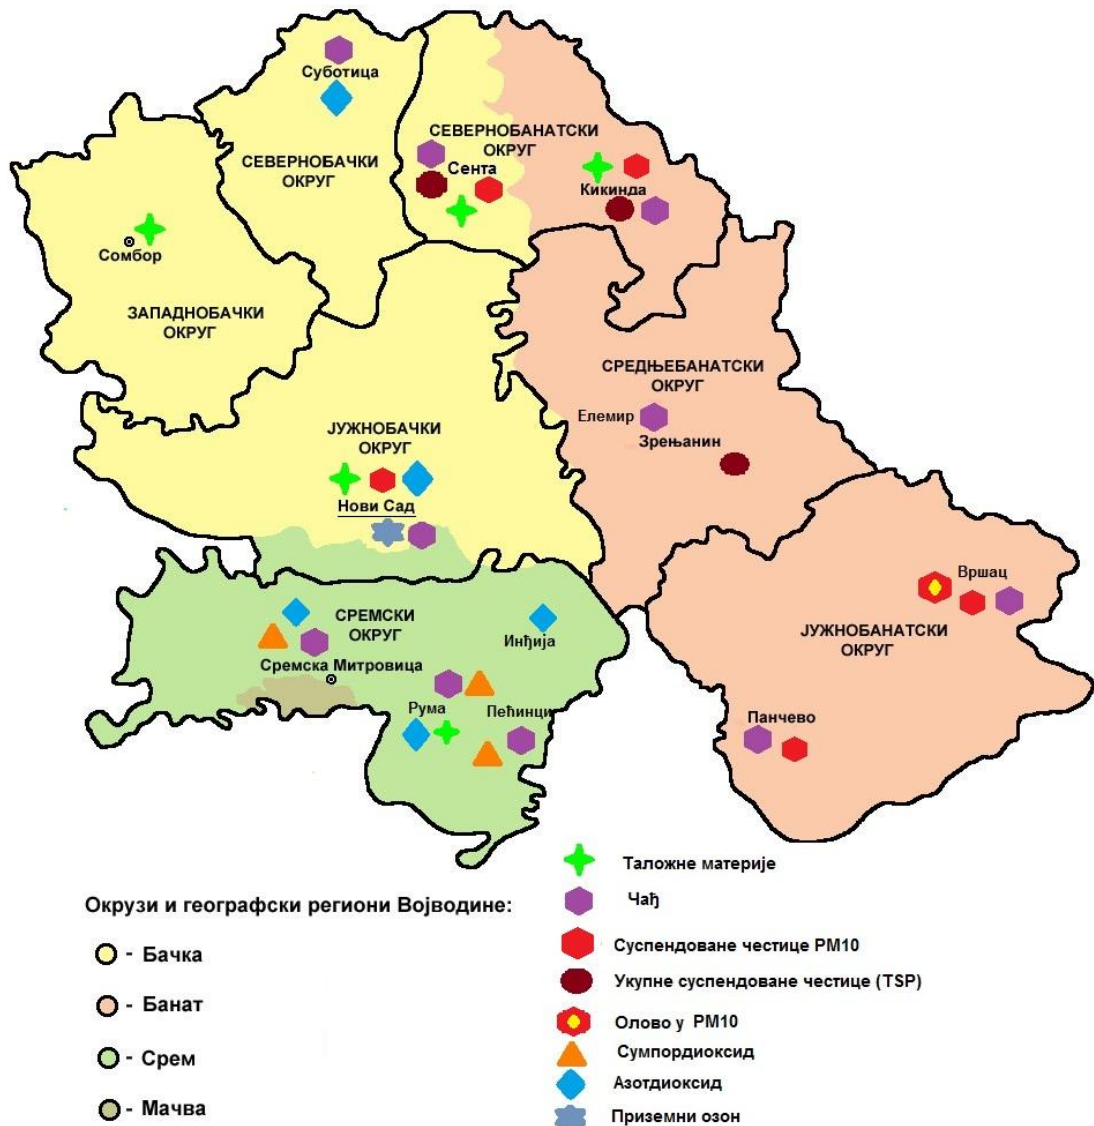 Суботица
СЕВЕРНОБАНАТСКИ
ОКРУГ
СЕВЕРНОБАЧКИ
ОКРУГ
Сента
Кикинда
Сомбор
ЗАПАДНОБАЧКИ
ОКРУГ
СРЕДЊЕБАНАТСКИ
ОКРУГ
Елемир
Зрењанин
ЈУЖНОБАЧКИ
ОКРУГ
Нови Сад
Вршац
ЈУЖНОБАНАТСКИ
ОКРУГ
СРЕМСКИ
ОКРУГ
Инђија
Сремска Митровица
Рума
Пећинци
Панчево
Окрузи и географски региони Војводине:
- Бачка
- Банат
- Срем
- Мачва
Таложне материје
Чађ
Суспендоване честице PM10
Укупне суспендоване честице (TSP)
Олово у PM10
Сумпордиоксид
Азотдиоксид
Приземни озон